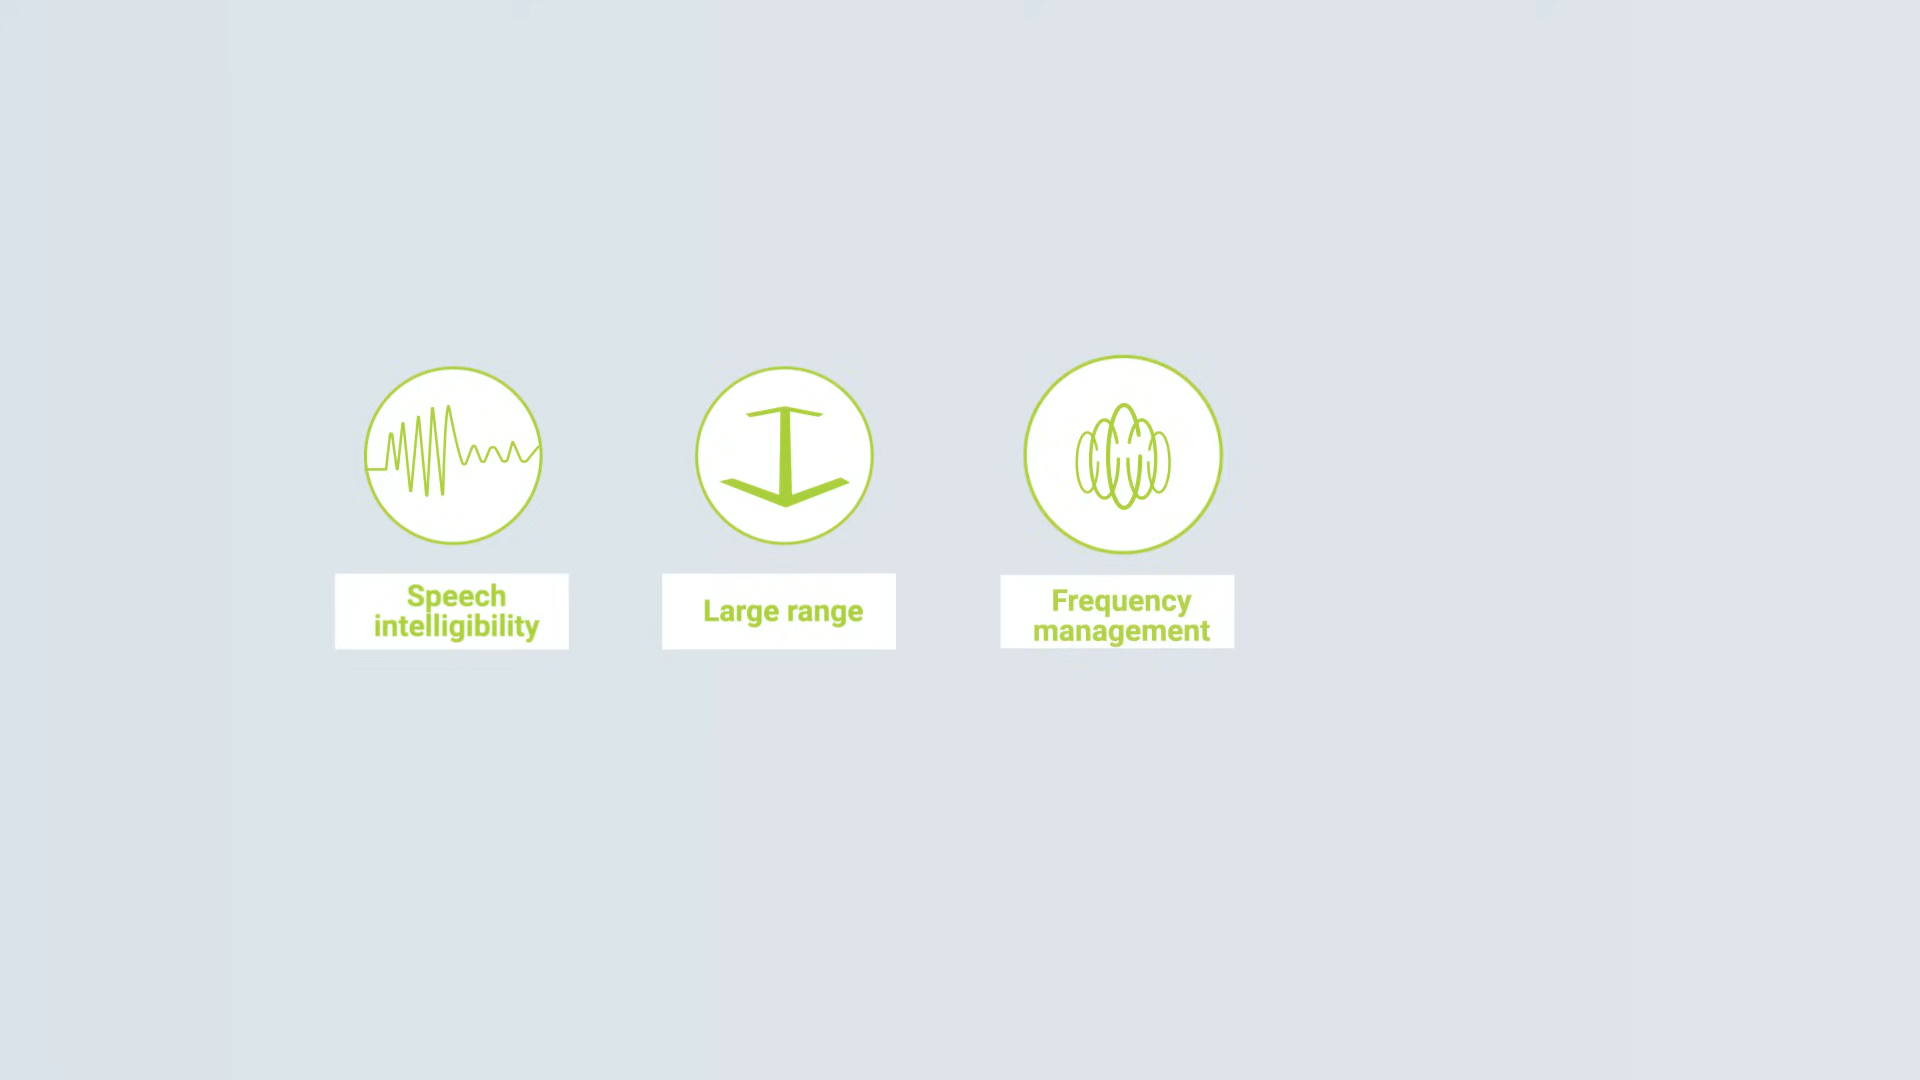 Speech
intelligibility
Large range
Frequency
management